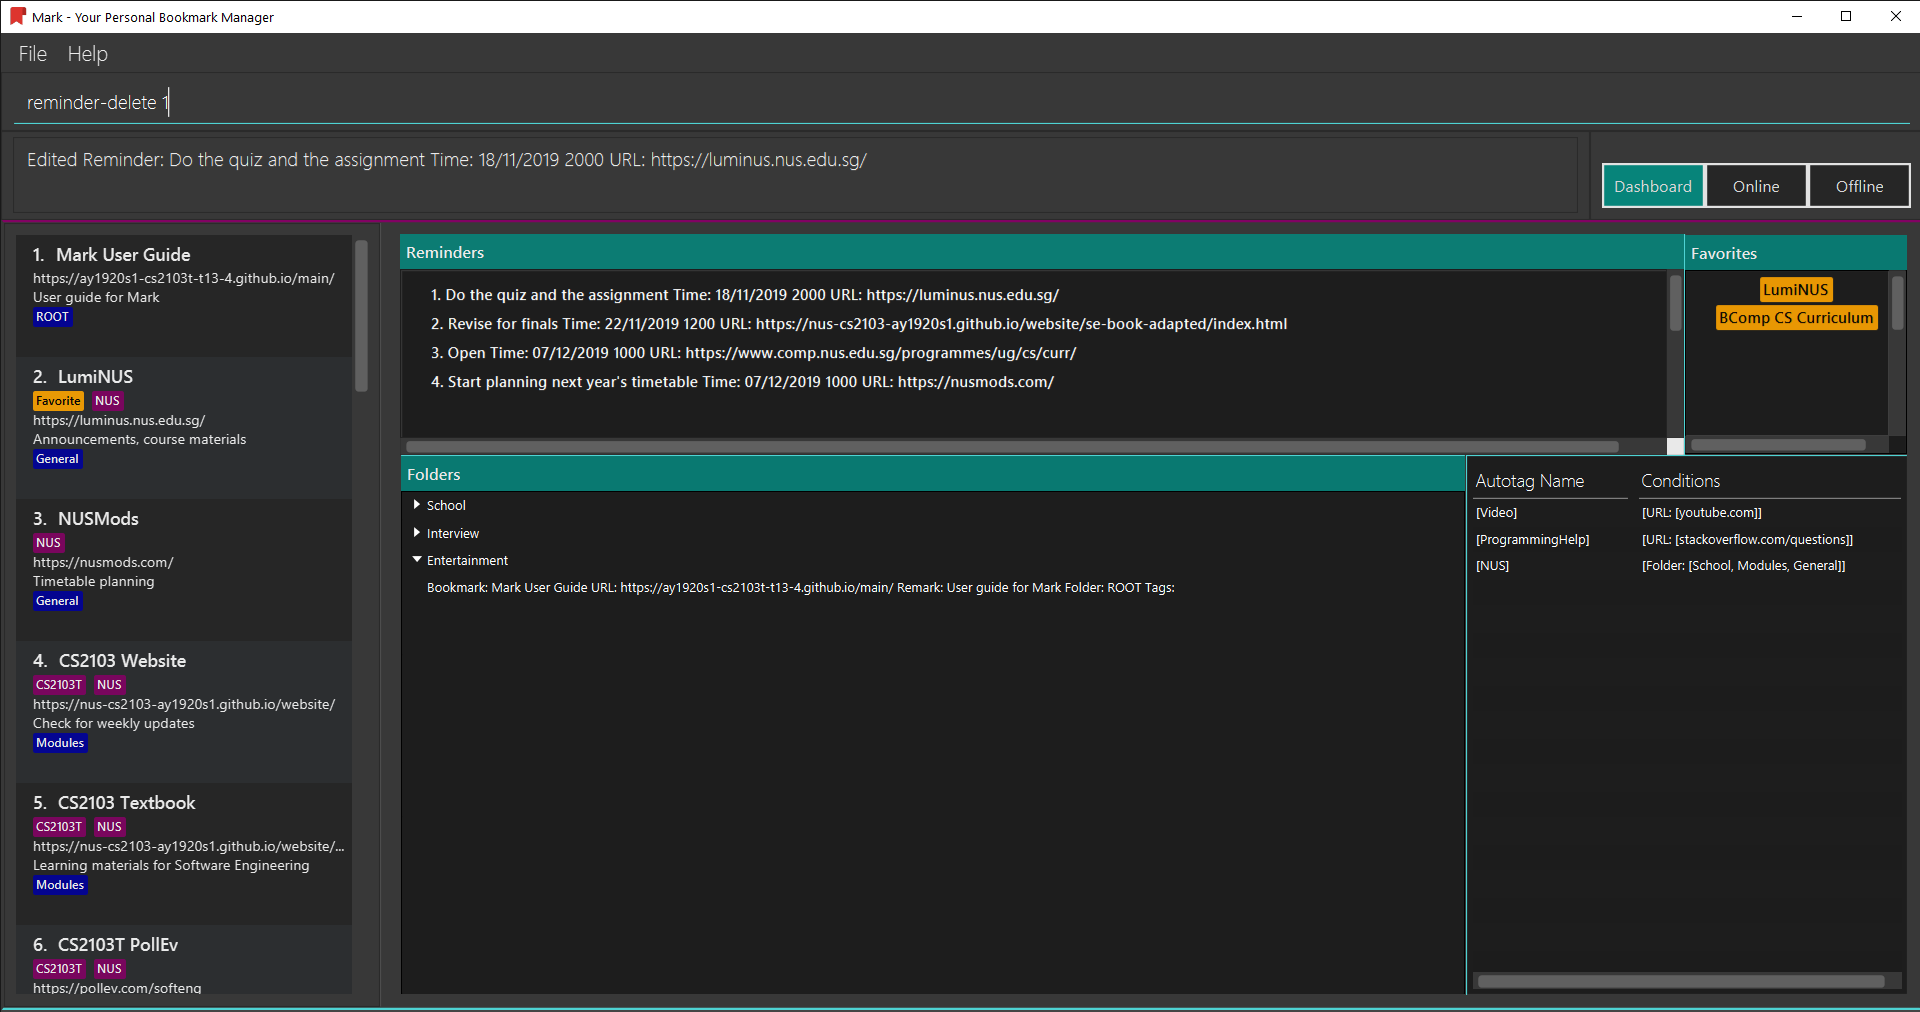 Mark - Your Personal Bookmark Manager
File Help
reminder-delete 1
Edited Reminder: Do the quiz and the assignment Time: 18/11/2019 2000 URL: https://luminus.nus.edu.sg/
Dashboard Online Offline
1. Mark User Guide
https://ay1920s1-cs2103t-t13-4.github.io/main/
User guide for Mark
ROOT
2. LumiNUS
Favorite NUS
https://luminus.nus.edu.sg/
Announcements, course materials
General
3. NUSMods
NUS
https://nusmods.com/
Timetable planning
General
4. CS2103 Website
CS2103T NUS
https://nus-cs2103-ay1920s1.github.io/website/
Check for weekly updates
Modules
5. CS2103 Textbook
CS2103T NUS
https://nus-cs2103-ay1920s1.github.io/website/...
Learning materials for Software Engineering
Modules
6. CS2103T PollEv
CS2103T NUS
https://pollev.com/softeng
Reminders
1. Do the quiz and the assignment Time: 18/11/2019 2000 URL: https://luminus.nus.edu.sg/
2. Revise for finals Time: 22/11/2019 1200 URL: https://nus-cs2103-ay1920s1.github.io/website/se-book-adapted/index.html
3. Open Time: 07/12/2019 1000 URL: https://www.comp.nus.edu.sg/programmes/ug/cs/curr/
4. Start planning next year's timetable Time: 07/12/2019 1000 URL: https://nusmods.com/
Favorites
LumiNUS
BComp CS Curriculum
Folders
School
Interview
Entertainment
Bookmark: Mark User Guide URL: https://ay1920s1-cs2103t-t13-4.github.io/main/ Remark: User guide for Mark Folder: ROOT Tags:
Autotag Name Conditions
[Video] [URL: [youtube.com]]
[ProgrammingHelp] [URL: [stackoverflow.com/questions]]
[NUS] [Folder: [School, Modules, General]]